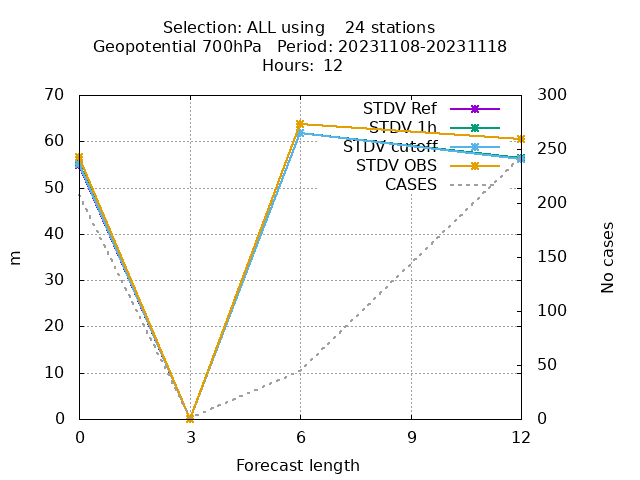 Selection: ALL using    24 stations
Geopotential 700hPa   Period: 20231108-20231118
Hours:  12
STDV Ref
STDV 1h
STDV cutoff
STDV OBS
CASES
70
60
50
40
30
20
10
0
m
300
250
200
150
100
50
0
No cases
0 3 6 9 12
Forecast length